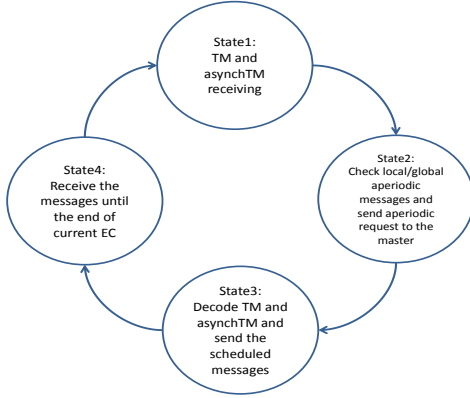 State1:
TM and
asynchTM
receiving
State2:
Check local/global
aperiodic
messages and
send aperiodic
request to the
master
State3:
Decode TM and
asynchTM and
send the
scheduled
messages
State4:
Receive the
messages until
the end of
current EC